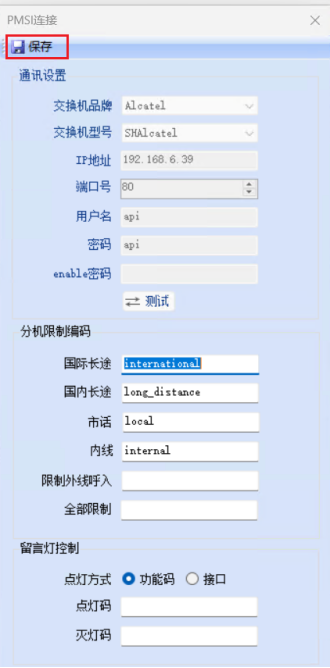 PMSI连接
保存
通讯设置
交换机品牌 Alcatel
交换机型号 SHAlcatel
IP地址 192.168.6.39
端口号 80
用户名 api
密码 api
enable密码
测试
分机限制编码
国际长途 international
国内长途 long_distance
市话 local
内线 internal
限制外线呼入
全部限制
留言灯控制
点灯方式 功能码 接口
点灯码
灭灯码